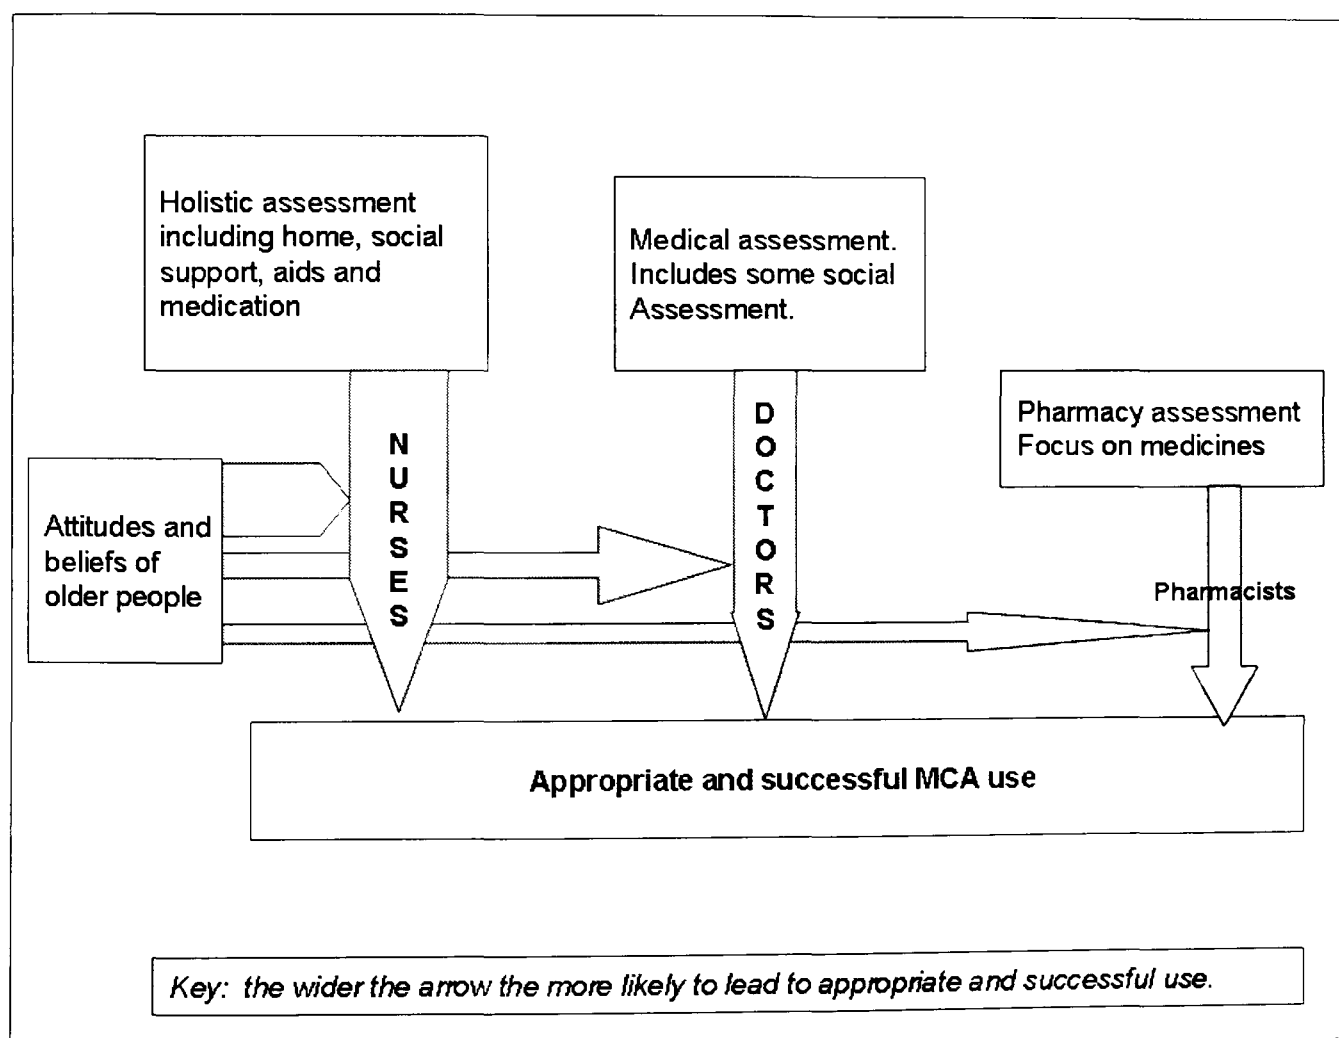 Holistic assessment
including home, social
support, aids and
medication
Medical assessment.
Includes some social
Assessment.
Pharmacy assessment
Focus on medicines
Attitudes and
beliefs of
older people
NURSES
DOCTORS
Pharmacists
Appropriate and successful MCA use
Key: the wider the arrow the more likely to lead to appropriate and successful use.